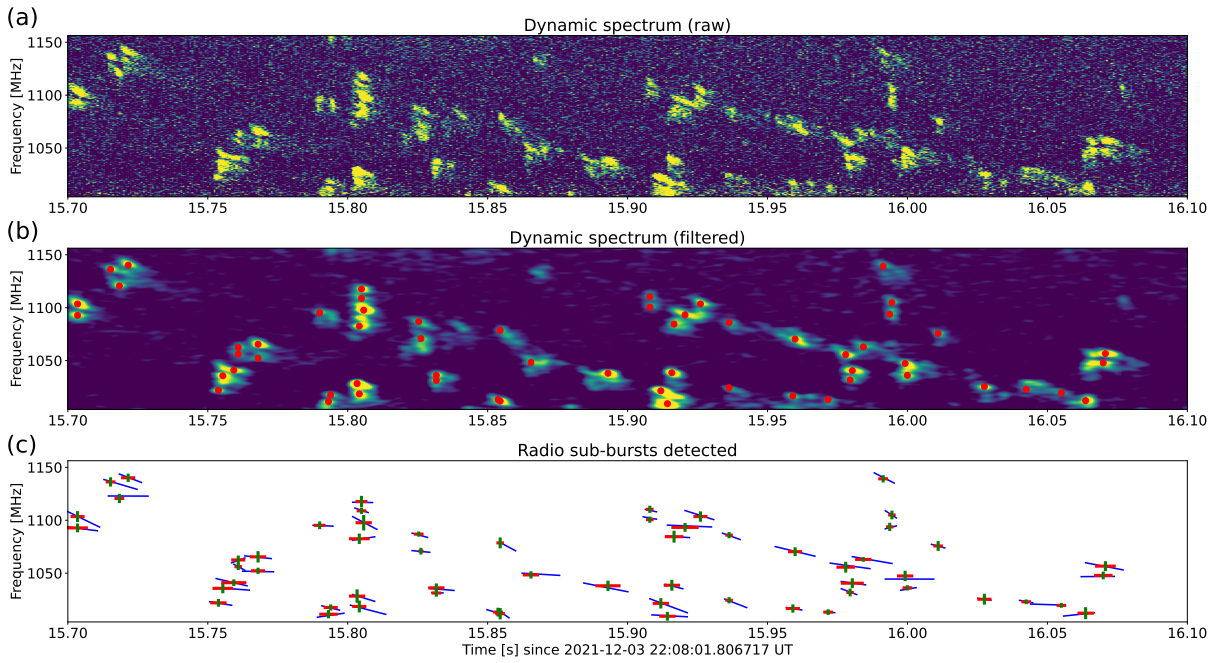 (a)
Dynamic spectrum (raw)
Frequency [MHz]
1150
1100
1050
15.70 15.75 15.80 15.85 15.90 15.95 16.00 16.05 16.10
(b)
Dynamic spectrum (filtered)
Frequency [MHz]
1150
1100
1050
15.70 15.75 15.80 15.85 15.90 15.95 16.00 16.05 16.10
(c)
Radio sub-bursts detected
Frequency [MHz]
1150
1100
1050
15.70 15.75 15.80 15.85 15.90 15.95 16.00 16.05 16.10
Time [s] since 2021-12-03 22:08:01.806717 UT